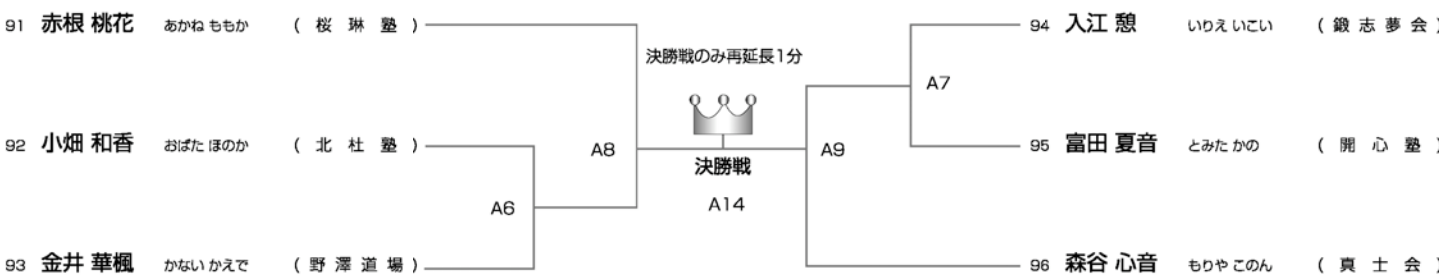 91 赤根 桃花 あかね ももか (桜琳塾)
92 小畑 和香 おばた ほのか (北杜塾)
93 金井 華楓 かない かえで (野澤道場)
A6
A8
決勝戦のみ再延長1分
決勝戦
A14
A9
A7
94 入江 憩 いりえ いこい (鍛志夢会)
95 富田 夏音 とみた かの (開心塾)
96 森谷 心音 もりや このん (真士会)